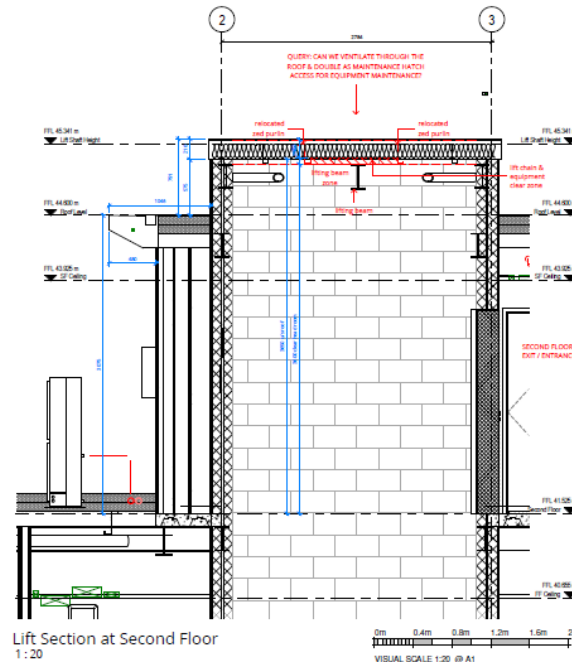 2 3
2786
QUERY: CAN WE VENTILATE THROUGH THE
ROOF & DOUBLE AS MAINTENANCE HATCH
ACCESS FOR EQUIPMENT MAINTENANCE?
relocated
zed purlin
relocated
zed purlin
FFL 45.341 m
Lift Shaft Height
FFL 45.341
Lift Shaft Height
lifting beam
zone
lift chain &
equipment
clear zone
lifting beam
FFL 44.600 m
Roof Level
FFL 44.600
Roof Level
FFL 43.925 m
SF Ceiling
FFL 43.925
SF Ceiling
SECOND FLOOR
EXIT / ENTRANC
FFL 41.525
Second Floor
FFL 40.655
FF Ceiling
Lift Section at Second Floor
1 : 20
0m 0.4m 0.8m 1.2m 1.6m 2
VISUAL SCALE 1:20 @ A1